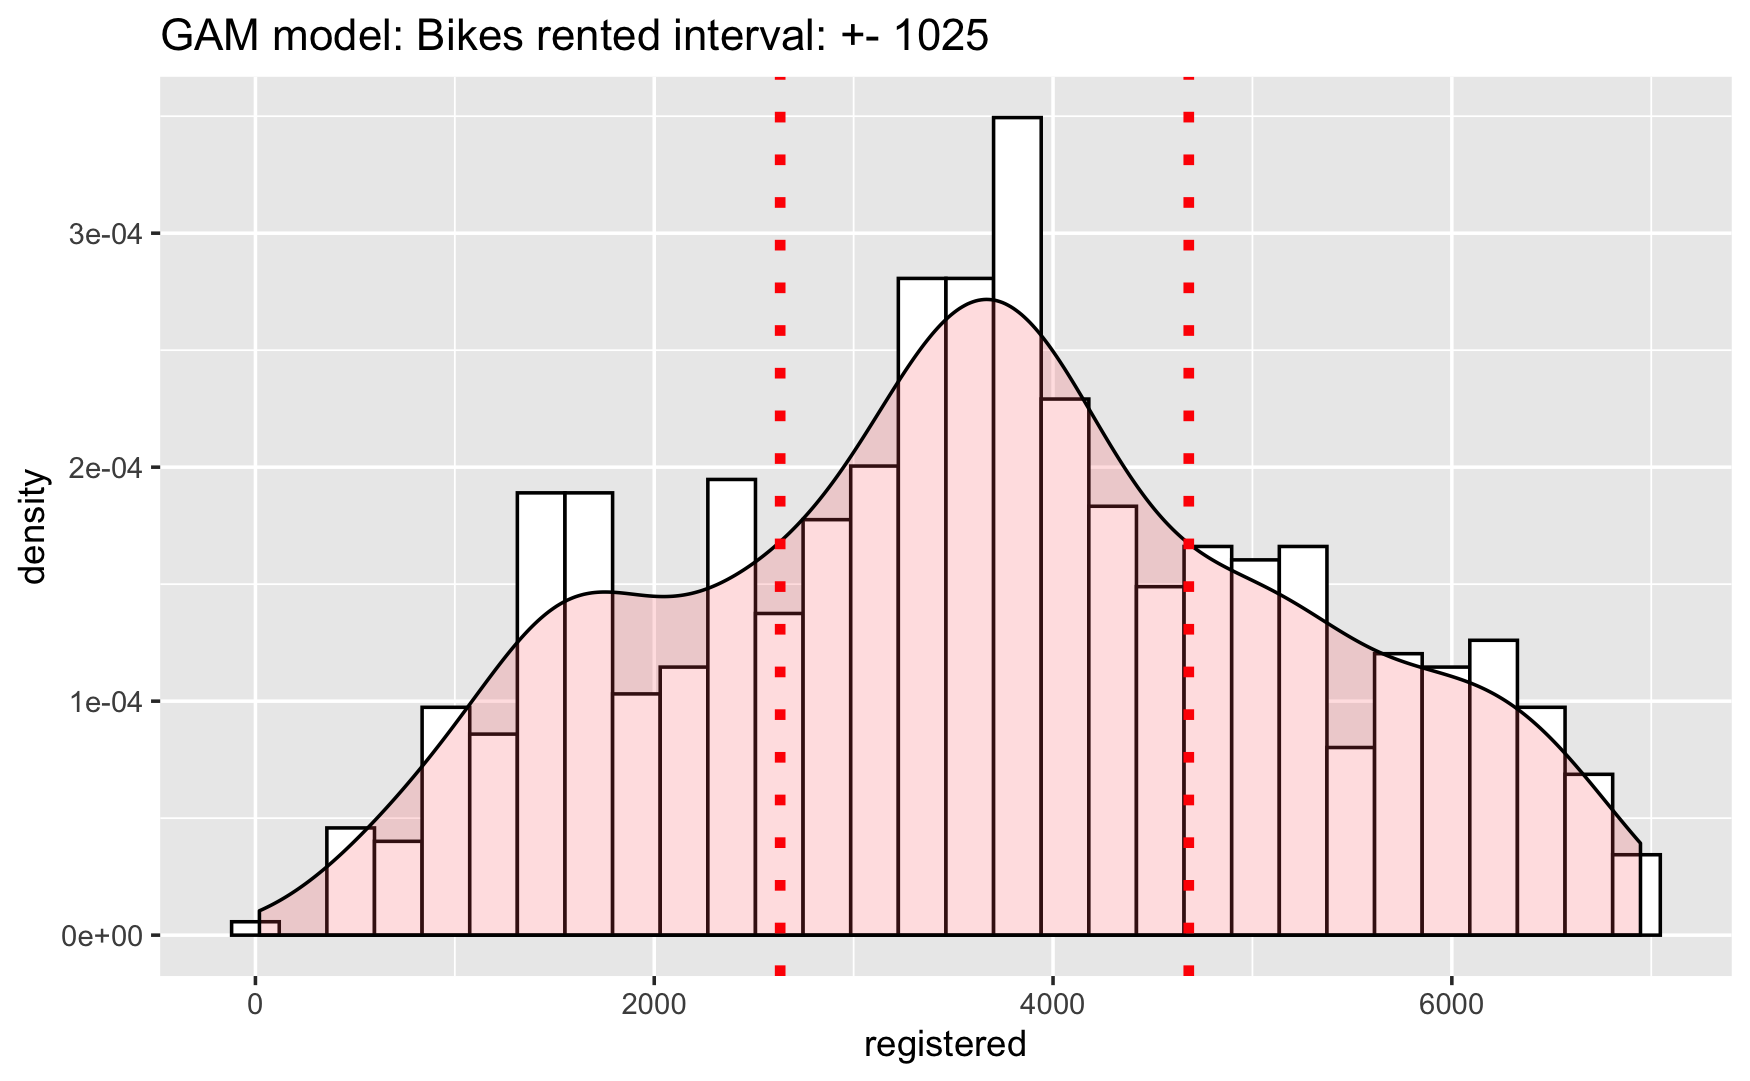 GAM model: Bikes rented interval: +- 1025
density
3e-04
2e-04
1e-04
0e+00
0 2000 4000 6000
registered